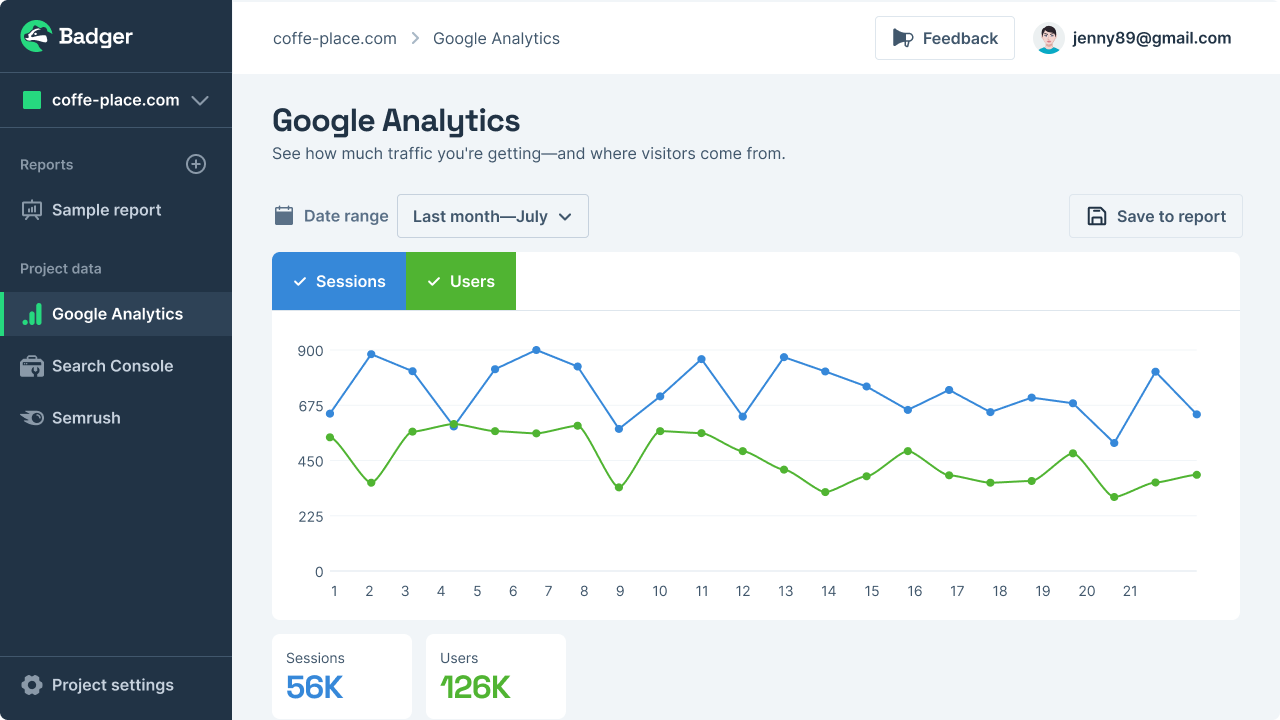 Badger
coffe-place.com
Reports
Sample report
Project data
Google Analytics
Search Console
Semrush
Project settings
coffe-place.com > Google Analytics
Feedback
jenny89@gmail.com
Google Analytics
See how much traffic you're getting—and where visitors come from.
Date range
Last month—July
Save to report
Sessions
Users
900
675
450
225
0
1 2 3 4 5 6 7 8 9 10 11 12 13 14 15 16 17 18 19 20 21
Sessions
56K
Users
126K